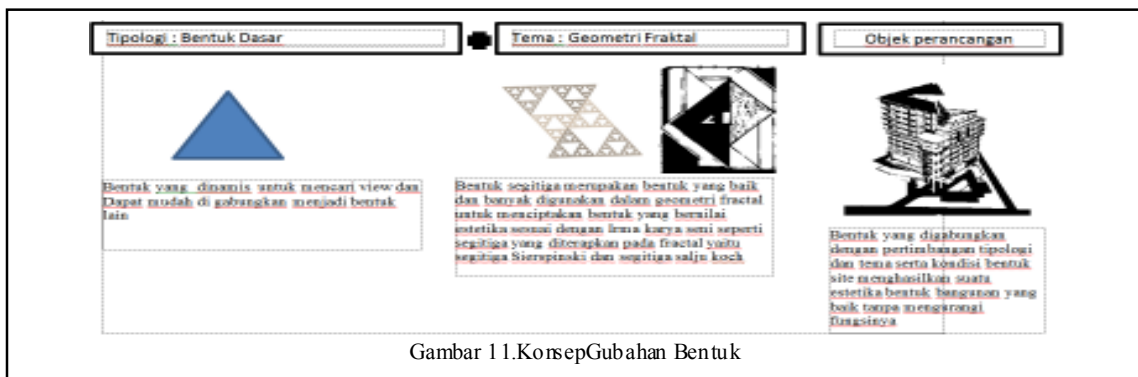 Tipologi : Bentuk Dasar
Tema : Geometri Fraktal
Objek perancangan
Bentuk yang dinamis untuk mencari view dan
Dapat mudah di gabungkan menjadi bentuk
lain
Bentuk segitiga merupakan bentuk yang baik
dan banyak digunakan dalam geometri fractal
untuk menciptakan bentuk yang bernilai
estetika sesuai dengan karya seni seperti
segitiga yang diterapkan pada fractal yaitu
segitiga Sierspinski dan segitiga salju koch
Bentuk yang digabungkan
dengan pertimbangan tipologi
dan tema serta kondisi bentuk
site menghasilkan suatu
estetika bentuk bangunan yang
baik tanpa mengurangi
fungsinya
Gambar 11.KonsepGubahan Bentuk